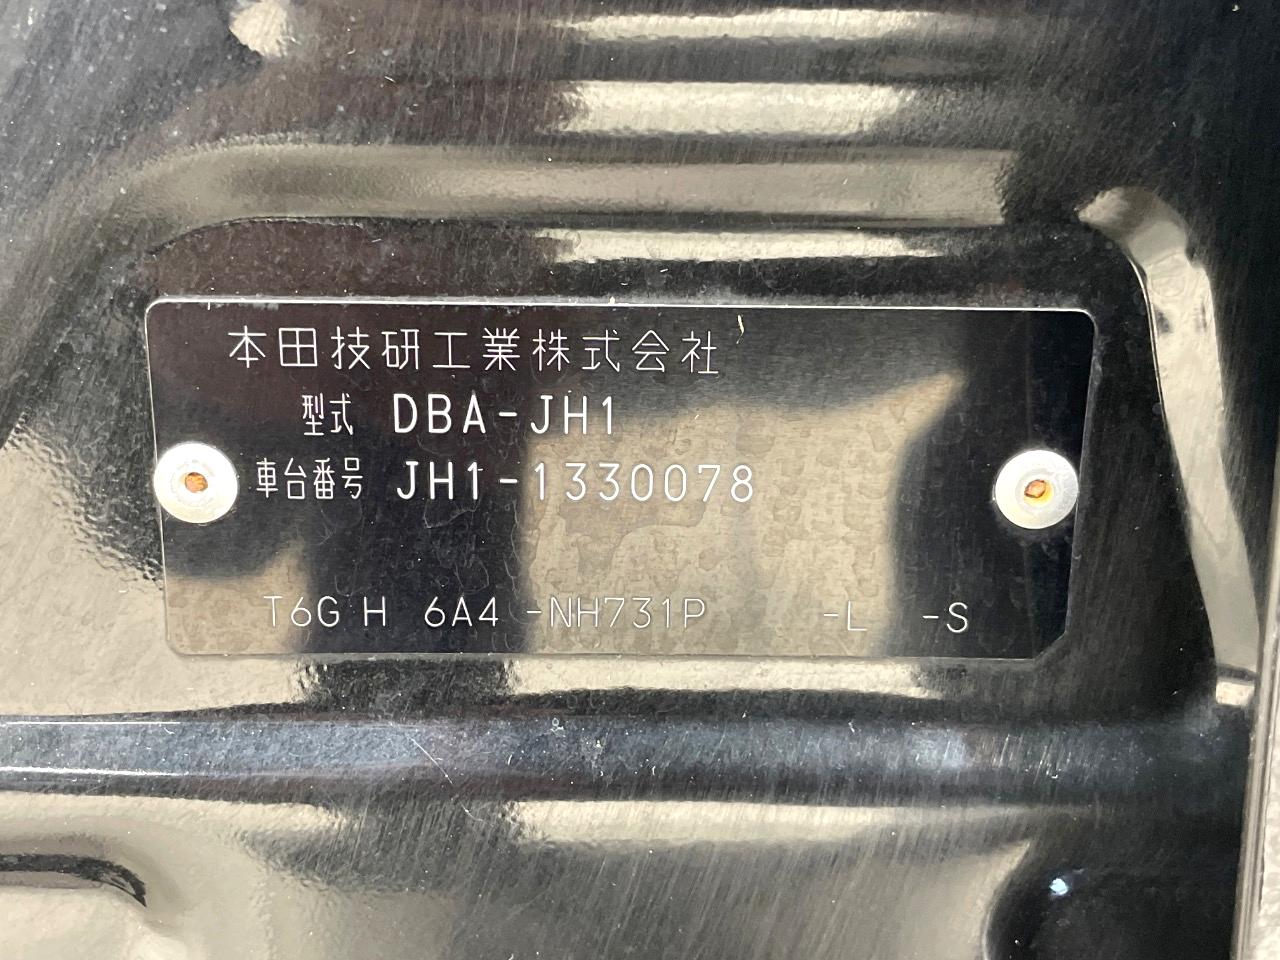 本田技研工業株式会社
型式 DBA-JH1
車台番号 JH1-1330078
T6G H 6A4 -NH731P -L -S